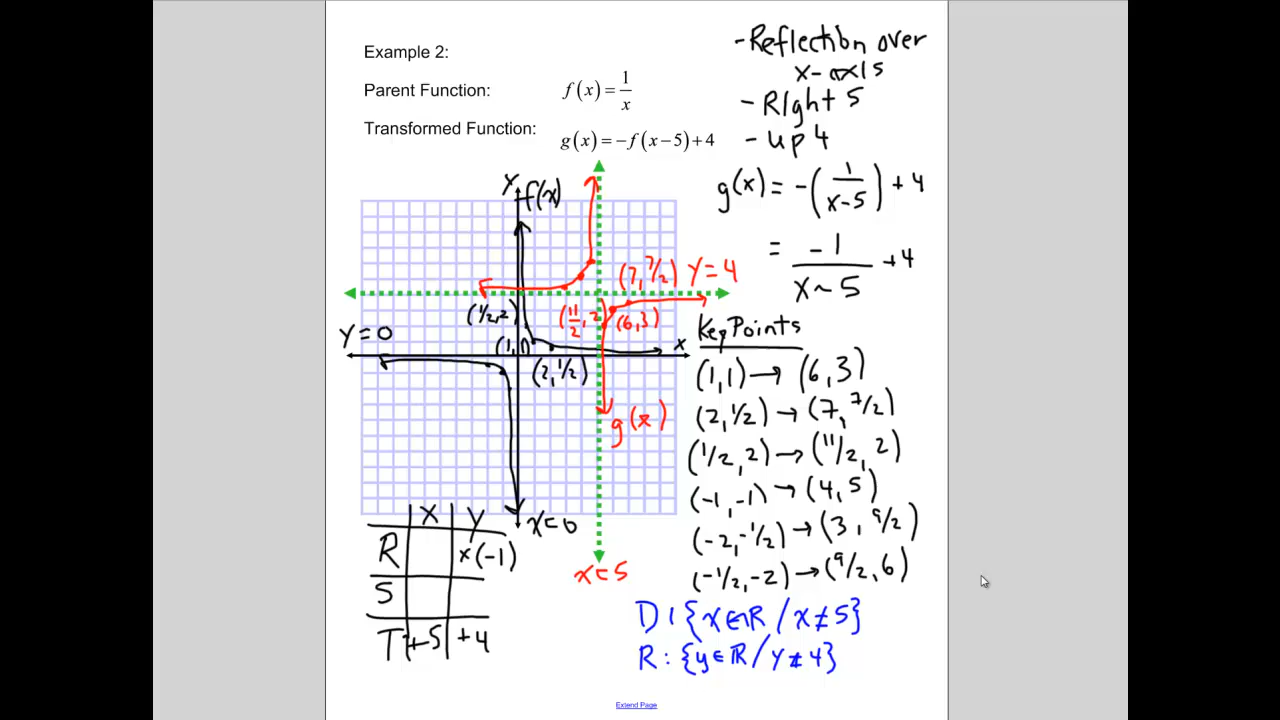 Example 2:
Parent Function: f(x) = 1/x
Transformed Function: g(x) = −f(x−5)+4
-Reflection over
x-axis
- Right 5
- Up 4
g(x) = -(1/(x-5)) + 4
= -1/(x-5) + 4
y
f(x)
(7, 7/2)
y=4
(1/2, 2)
(11/2, 2)
(6,3)
y=0
x
(1,1)
(2, 1/2)
g(x)
x=0
x=5
Key Points
(1,1) → (6,3)
(2, 1/2) → (7, 7/2)
(1/2, 2) → (11/2, 2)
(-1,-1) → (4,5)
(-2, -1/2) → (3, 9/2)
(-1/2, -2) → (9/2, 6)
X Y
R ×(-1)
S
T +5 +4
D: {x∈ℝ / x≠5}
R: {y∈ℝ / y≠4}
Extend Page